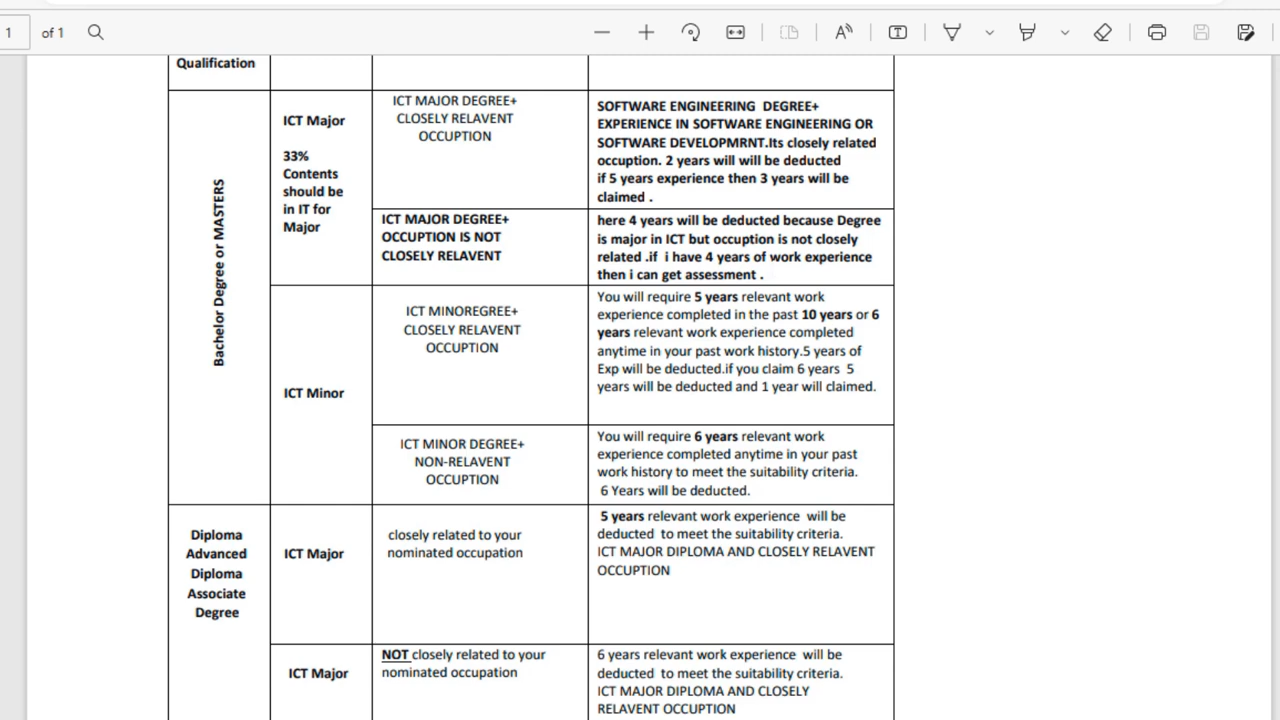 1 of 1
Qualification
Bachelor Degree or MASTERS
ICT Major
33%
Contents
should be
in IT for
Major
ICT MAJOR DEGREE+
CLOSELY RELAVENT
OCCUPTION
SOFTWARE ENGINEERING DEGREE+
EXPERIENCE IN SOFTWARE ENGINEERING OR
SOFTWARE DEVELOPMRNT.Its closely related
occuption. 2 years will will be deducted
if 5 years experience then 3 years will be
claimed .
ICT MAJOR DEGREE+
OCCUPTION IS NOT
CLOSELY RELAVENT
here 4 years will be deducted because Degree
is major in ICT but occuption is not closely
related .if i have 4 years of work experience
then i can get assessment .
ICT Minor
ICT MINOREGREE+
CLOSELY RELAVENT
OCCUPTION
You will require 5 years relevant work
experience completed in the past 10 years or 6
years relevant work experience completed
anytime in your past work history.5 years of
Exp will be deducted.if you claim 6 years 5
years will be deducted and 1 year will claimed.
ICT MINOR DEGREE+
NON-RELAVENT
OCCUPTION
You will require 6 years relevant work
experience completed anytime in your past
work history to meet the suitability criteria.
6 Years will be deducted.
Diploma
Advanced
Diploma
Associate
Degree
ICT Major
closely related to your
nominated occupation
5 years relevant work experience will be
deducted to meet the suitability criteria.
ICT MAJOR DIPLOMA AND CLOSELY RELAVENT
OCCUPTION
ICT Major
NOT closely related to your
nominated occupation
6 years relevant work experience will be
deducted to meet the suitability criteria.
ICT MAJOR DIPLOMA AND CLOSELY
RELAVENT OCCUPTION